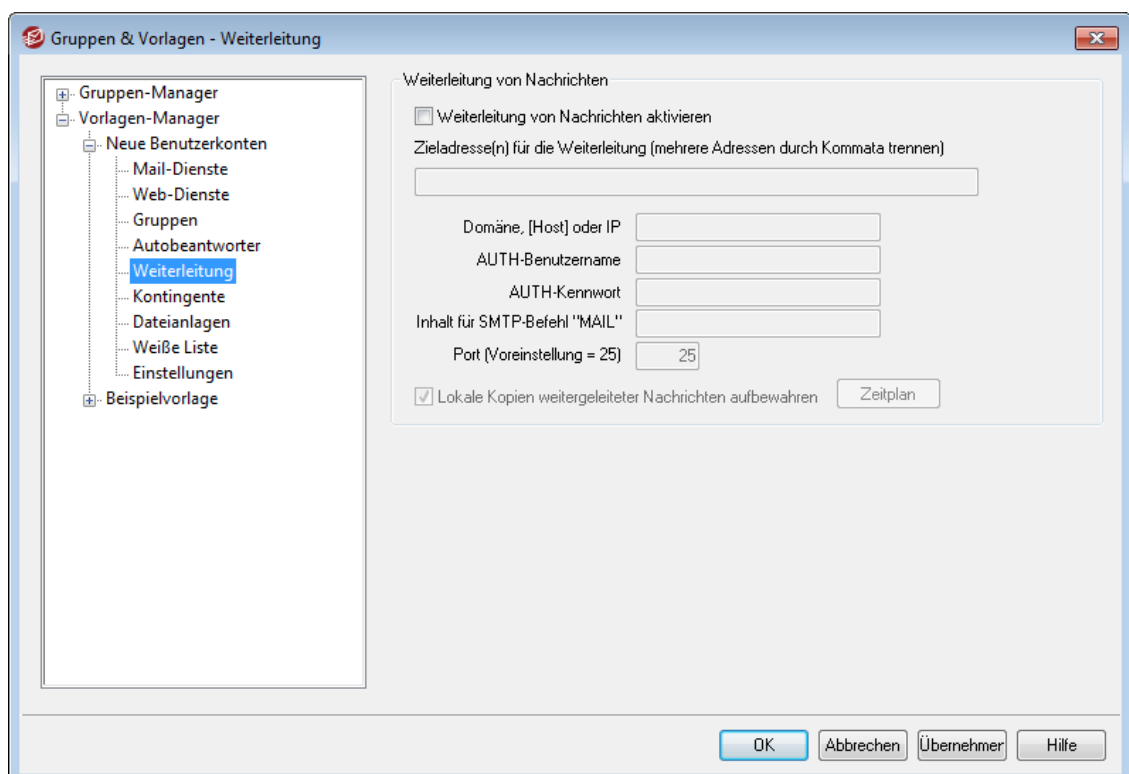 Gruppen & Vorlagen - Weiterleitung
Gruppen-Manager
Vorlagen-Manager
Neue Benutzerkonten
Mail-Dienste
Web-Dienste
Gruppen
Autobeantworter
Weiterleitung
Kontingente
Dateianlagen
Weiße Liste
Einstellungen
Beispielvorlage
Weiterleitung von Nachrichten
Weiterleitung von Nachrichten aktivieren
Zieladresse(n) für die Weiterleitung (mehrere Adressen durch Kommata trennen)
Domäne, [Host] oder IP
AUTH-Benutzername
AUTH-Kennwort
Inhalt für SMTP-Befehl "MAIL"
Port (Voreinstellung = 25) 25
Lokale Kopien weitergeleiteter Nachrichten aufbewahren Zeitplan
OK Abbrechen Übernehmer Hilfe